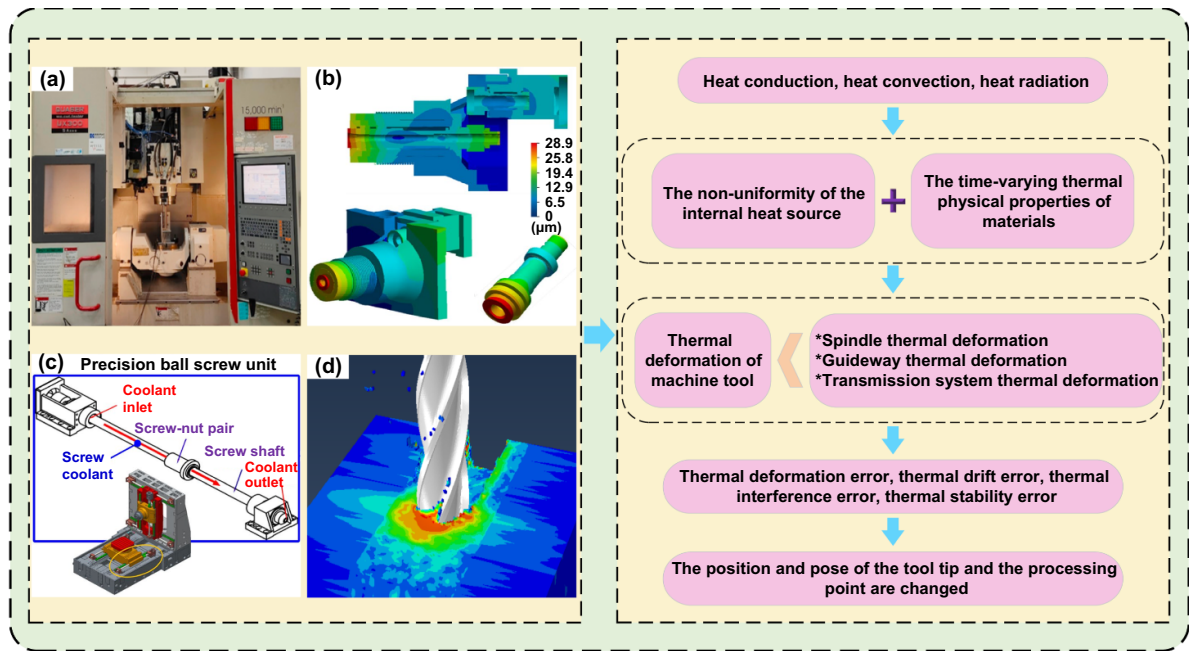 (a)
15,000 min⁻¹
(b)
28.9
25.8
19.4
12.9
6.5
0
(μm)
(c)
Precision ball screw unit
Coolant
inlet
Screw-nut pair
Screw
coolant
Screw shaft
Coolant
outlet
(d)
Heat conduction, heat convection, heat radiation
The non-uniformity of the
internal heat source
+
The time-varying thermal
physical properties of
materials
Thermal
deformation of
machine tool
*Spindle thermal deformation
*Guideway thermal deformation
*Transmission system thermal deformation
Thermal deformation error, thermal drift error, thermal
interference error, thermal stability error
The position and pose of the tool tip and the processing
point are changed